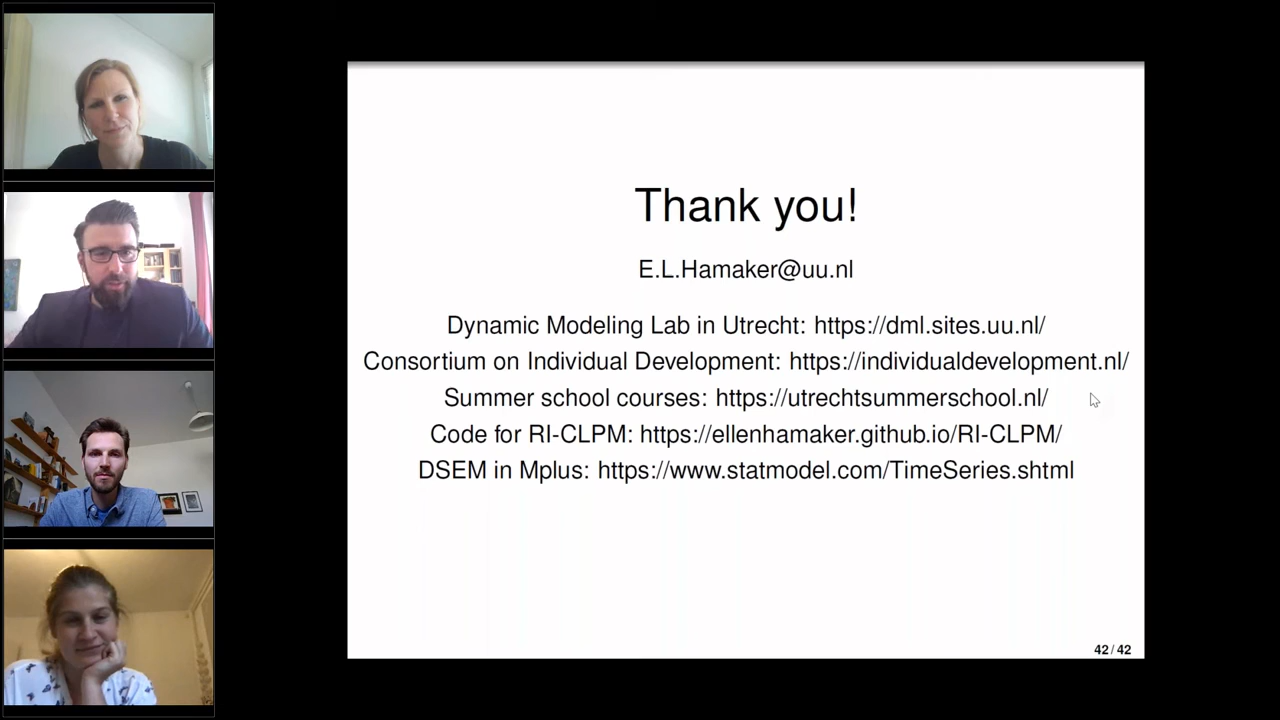 Thank you!
E.L.Hamaker@uu.nl
Dynamic Modeling Lab in Utrecht: https://dml.sites.uu.nl/
Consortium on Individual Development: https://individualdevelopment.nl/
Summer school courses: https://utrechtsummerschool.nl/
Code for RI-CLPM: https://ellenhamaker.github.io/RI-CLPM/
DSEM in Mplus: https://www.statmodel.com/TimeSeries.shtml
42 / 42